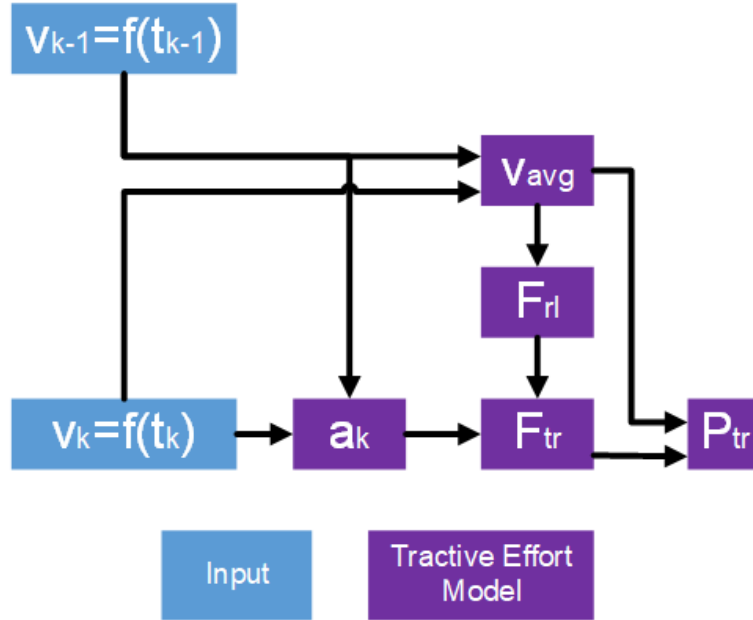 vk-1=f(tk-1)
vavg
Frl
vk=f(tk)
ak
Ftr
Ptr
Input
Tractive Effort
Model